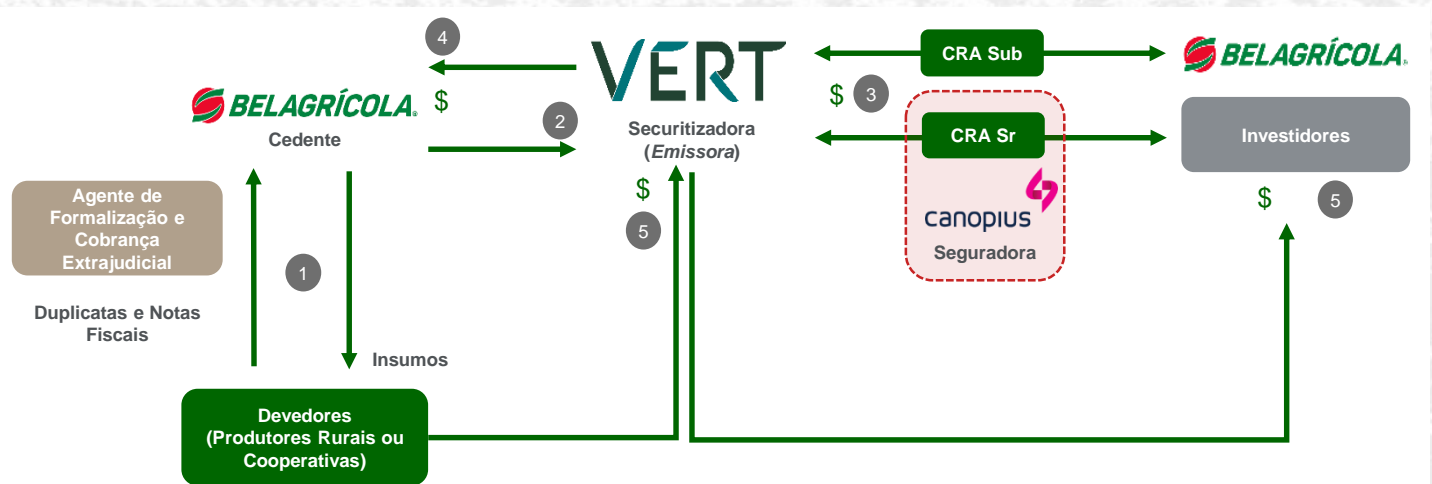 4
VERT
CRA Sub
BELAGRÍCOLA
$
3
BELAGRÍCOLA
$
Cedente
2
Securitizadora
(Emissora)
CRA Sr
Investidores
Agente de
Formalização e
Cobrança
Extrajudicial
$
5
canopius
Seguradora
$
5
1
Duplicatas e Notas
Fiscais
Insumos
Devedores
(Produtores Rurais ou
Cooperativas)